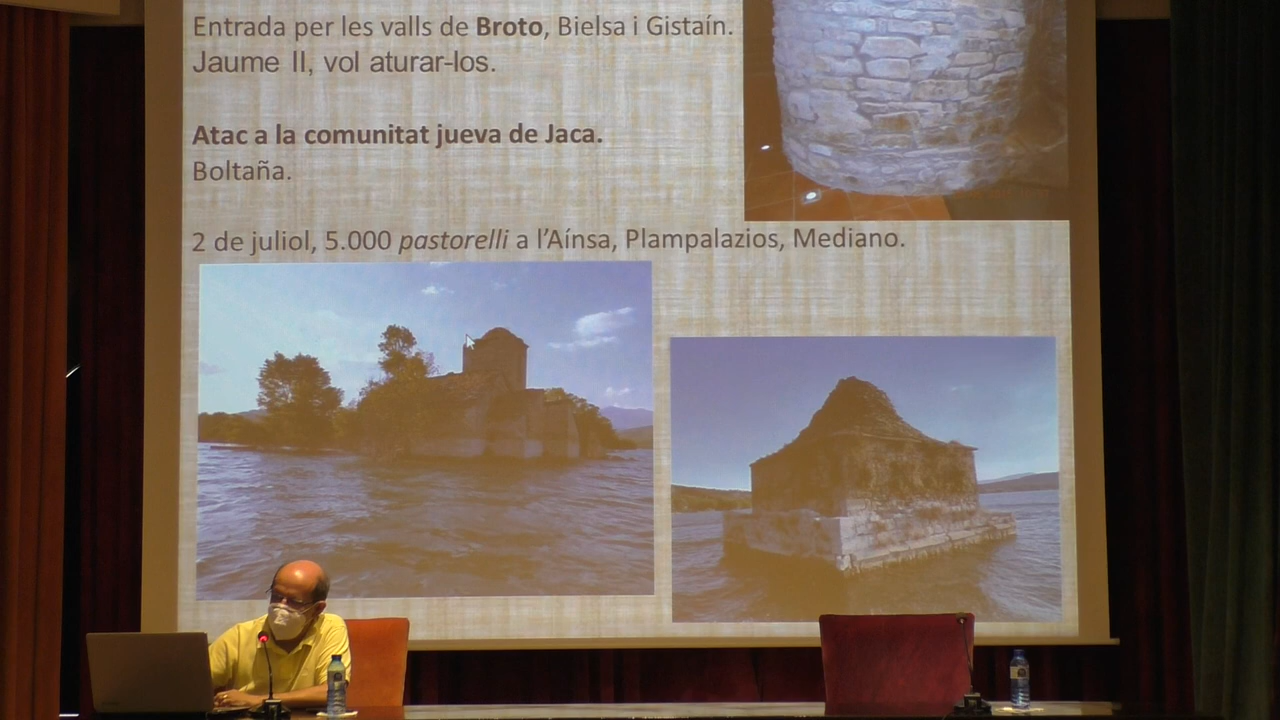 Entrada per les valls de Broto, Bielsa i Gistaín.
Jaume II, vol aturar-los.
Atac a la comunitat jueva de Jaca.
Boltaña.
2 de juliol, 5.000 pastorelli a l'Aínsa, Plampalazios, Mediano.